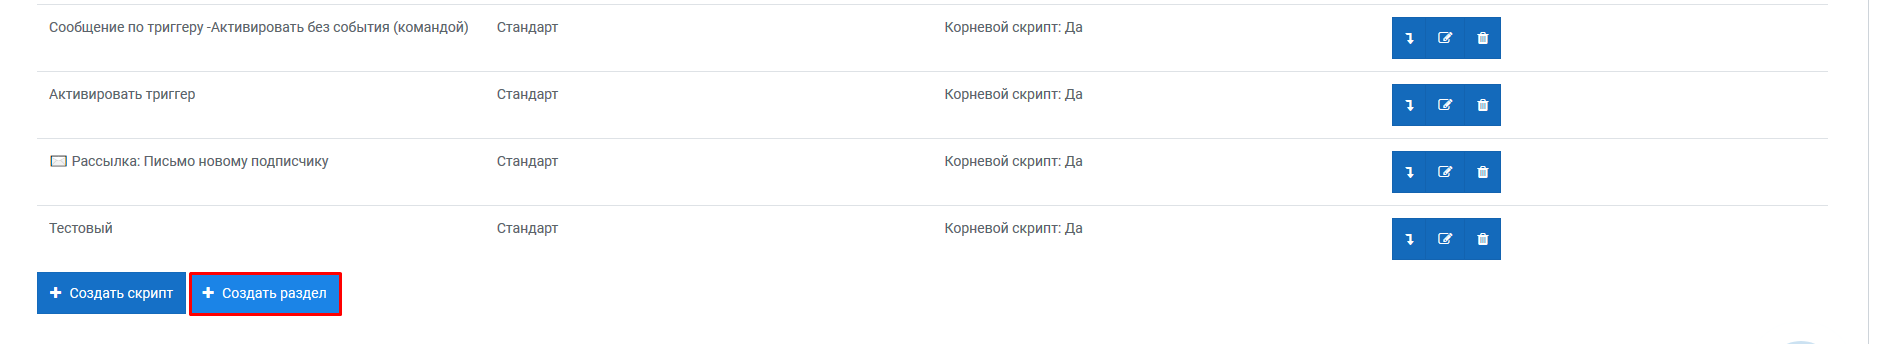 Сообщение по триггеру -Активировать без события (командой) Стандарт Корневой скрипт: Да
Активировать триггер Стандарт Корневой скрипт: Да
Рассылка: Письмо новому подписчику Стандарт Корневой скрипт: Да
Тестовый Стандарт Корневой скрипт: Да
Создать скрипт Создать раздел